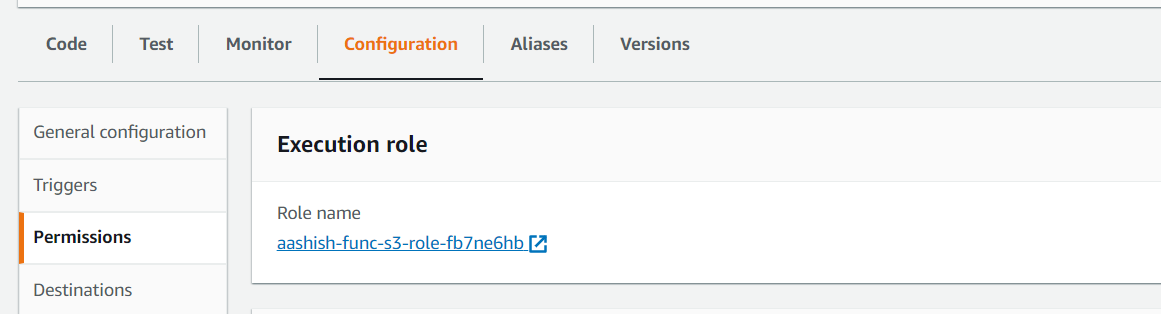 Code Test Monitor Configuration Aliases Versions
General configuration
Triggers
Permissions
Destinations
Execution role
Role name
aashish-func-s3-role-fb7ne6hb